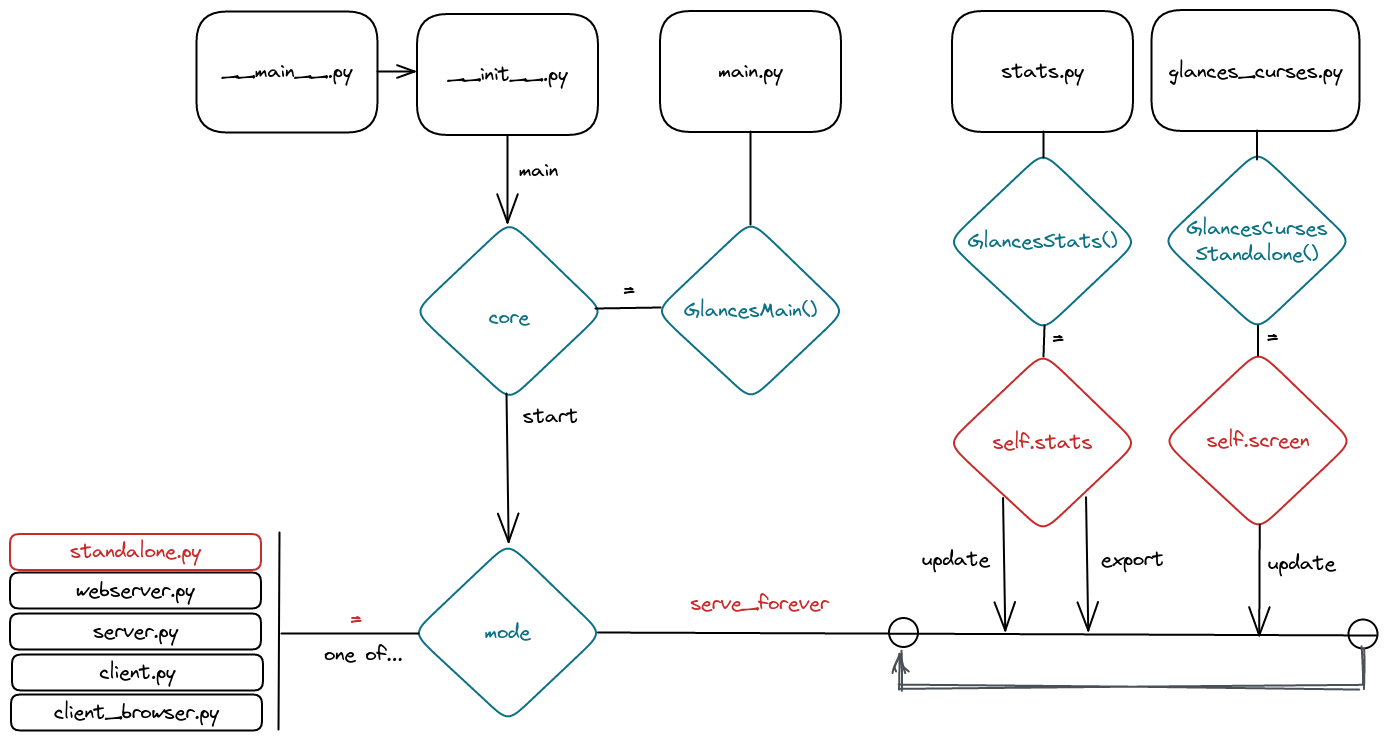 __main__.py
__init__.py
main.py
stats.py
glances_curses.py
main
GlancesStats()
GlancesCurses
Standalone()
=
core
GlancesMain()
=
=
start
self.stats
self.screen
standalone.py
webserver.py
server.py
client.py
client_browser.py
=
one of...
mode
serve_forever
update
export
update